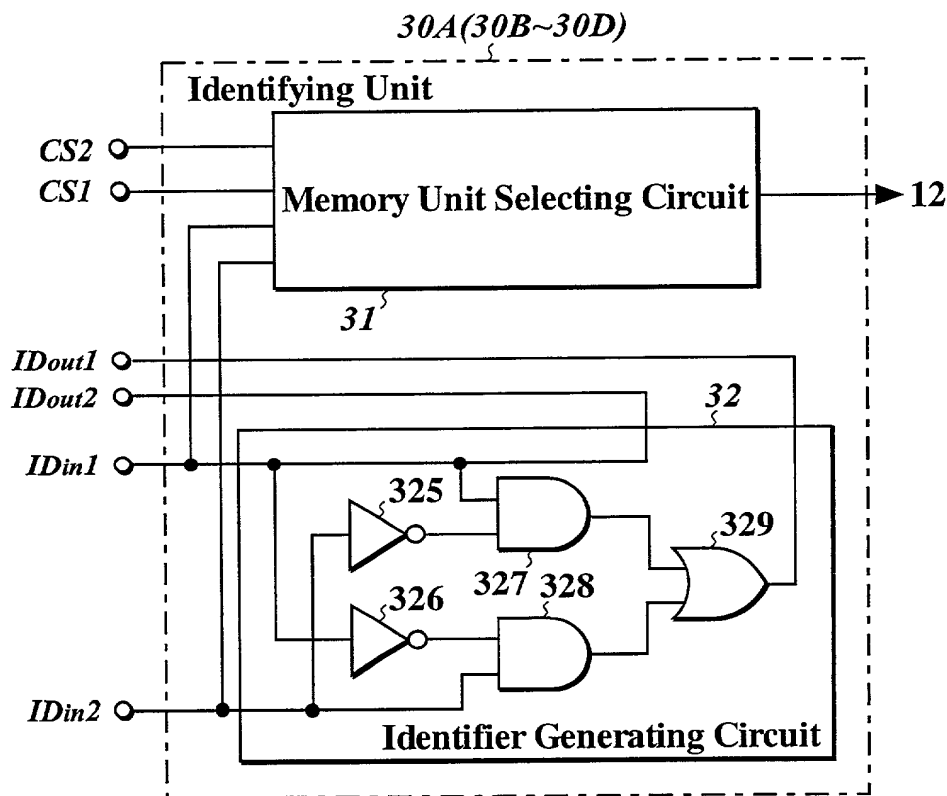 30A(30B~30D)
Identifying Unit
CS2
CS1
Memory Unit Selecting Circuit
12
31
IDout1
IDout2
32
IDin1
325
329
327
328
326
IDin2
Identifier Generating Circuit